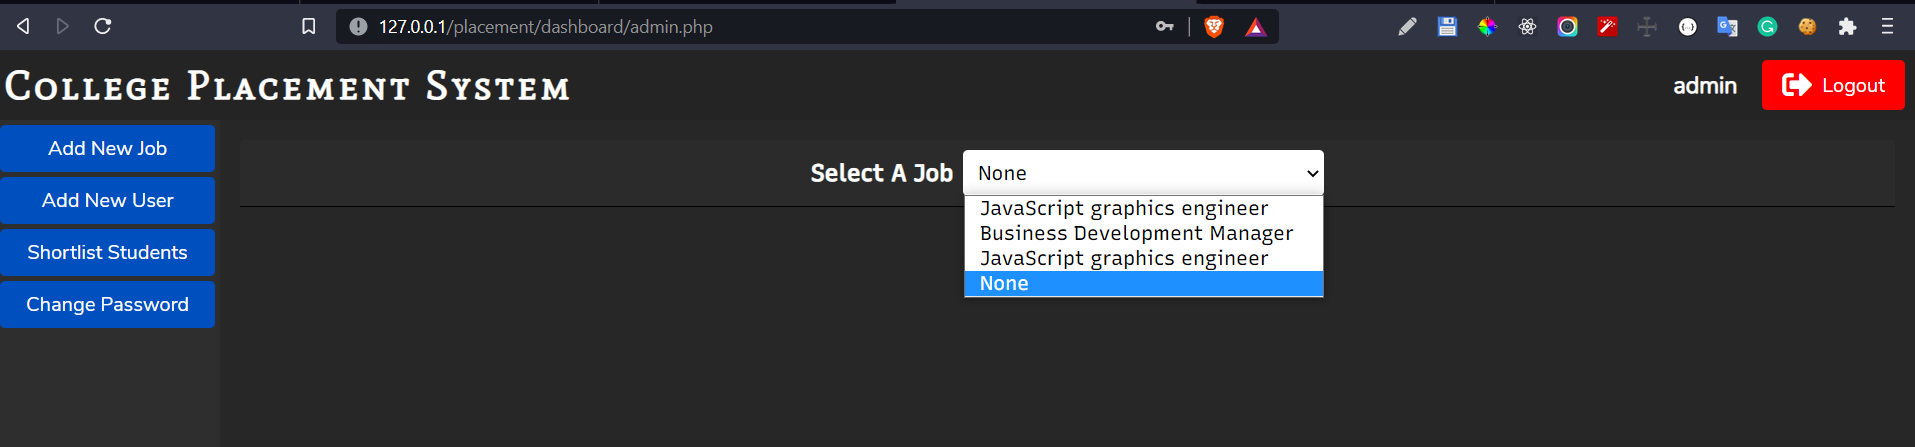 127.0.0.1/placement/dashboard/admin.php
College Placement System
admin
Logout
Add New Job
Add New User
Shortlist Students
Change Password
Select A Job
None
JavaScript graphics engineer
Business Development Manager
JavaScript graphics engineer
None